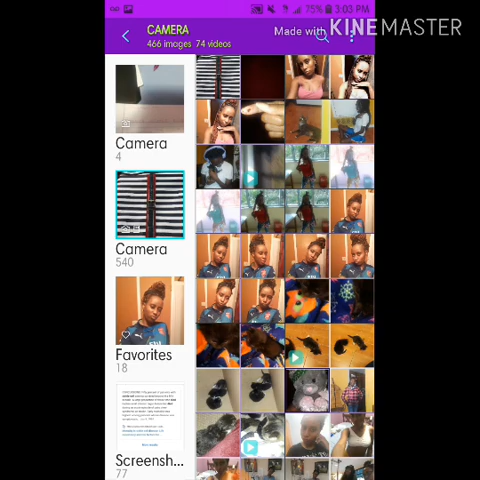 75% 3:03 PM
Made with KINEMASTER
CAMERA
466 images 74 videos
Camera
4
Camera
540
Favorites
18
Screensh...
77